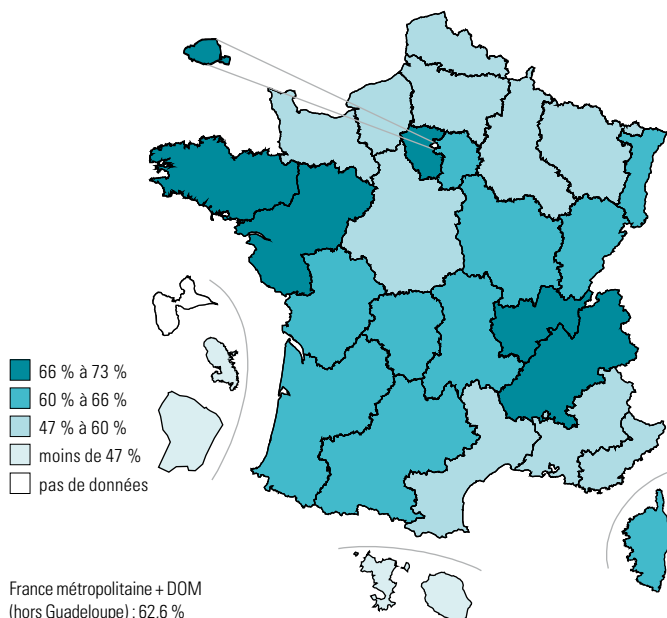 66 % à 73 %
60 % à 66 %
47 % à 60 %
moins de 47 %
pas de données
France métropolitaine + DOM
(hors Guadeloupe) : 62,6 %